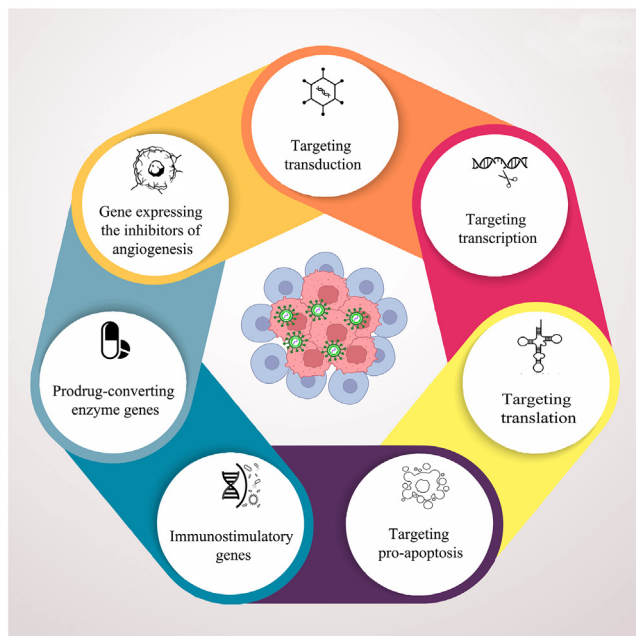 Targeting
transduction
Targeting
transcription
Targeting
translation
Targeting
pro-apoptosis
Immunostimulatory
genes
Prodrug-converting
enzyme genes
Gene expressing
the inhibitors of
angiogenesis